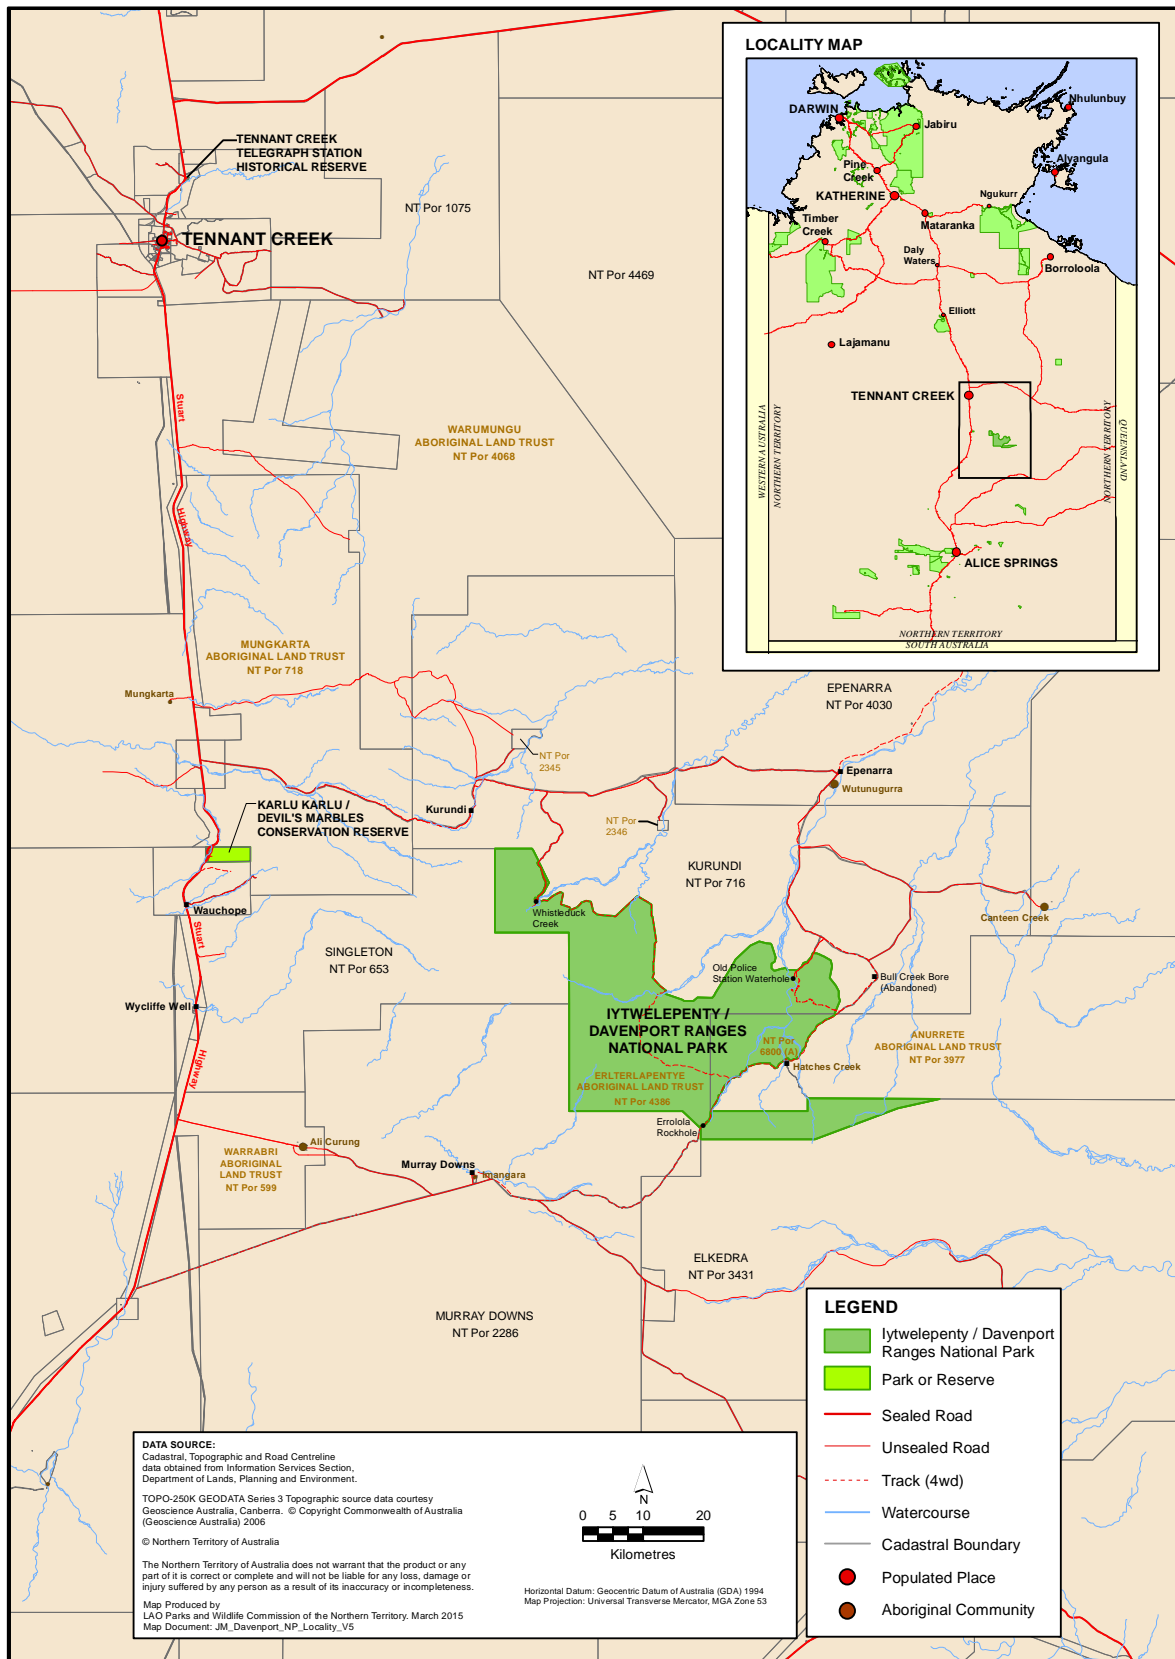 LOCALITY MAP
DARWIN
Nhulunbuy
Jabiru
Alyangula
Pine
Creek
KATHERINE
Ngukurr
Timber
Creek
Mataranka
Daly
Waters
Borroloola
Elliott
Lajamanu
TENNANT CREEK
WESTERN AUSTRALIA
NORTHERN TERRITORY
NORTHERN TERRITORY
QUEENSLAND
ALICE SPRINGS
NORTHERN TERRITORY
SOUTH AUSTRALIA
TENNANT CREEK
TELEGRAPH STATION
HISTORICAL RESERVE
NT Por 1075
TENNANT CREEK
NT Por 4469
Stuart
WARUMUNGU
ABORIGINAL LAND TRUST
NT Por 4068
Highway
MUNGKARTA
ABORIGINAL LAND TRUST
NT Por 718
Mungkarta
EPENARRA
NT Por 4030
NT Por
2345
Epenarra
Wutunugurra
KARLU KARLU /
DEVIL'S MARBLES
CONSERVATION RESERVE
Kurundi
NT Por
2346
KURUNDI
NT Por 716
Wauchope
Whistleduck
Creek
Canteen Creek
Stuart
SINGLETON
NT Por 653
Old Police
Station Waterhole
Bull Creek Bore
(Abandoned)
Wycliffe Well
IYTWELEPENTY /
DAVENPORT RANGES
NATIONAL PARK
NT Por
6800 (A)
ANURRETE
ABORIGINAL LAND TRUST
NT Por 3977
Highway
Hatches Creek
ERLTERLAPENTYE
ABORIGINAL LAND TRUST
NT Por 4386
Errolola
Rockhole
Ali Curung
WARRABRI
ABORIGINAL
LAND TRUST
NT Por 599
Murray Downs
Imangara
ELKEDRA
NT Por 3431
MURRAY DOWNS
NT Por 2286
LEGEND
Iytwelepenty / Davenport
Ranges National Park
Park or Reserve
Sealed Road
Unsealed Road
Track (4wd)
Watercourse
Cadastral Boundary
Populated Place
Aboriginal Community
DATA SOURCE:
Cadastral, Topographic and Road Centreline
data obtained from Information Services Section,
Department of Lands, Planning and Environment.
TOPO-250K GEODATA Series 3 Topographic source data courtesy
Geoscience Australia, Canberra. © Copyright Commonwealth of Australia
(Geoscience Australia) 2006
© Northern Territory of Australia
The Northern Territory of Australia does not warrant that the product or any
part of it is correct or complete and will not be liable for any loss, damage or
injury suffered by any person as a result of its inaccuracy or incompleteness.
Map Produced by
LAO Parks and Wildlife Commission of the Northern Territory. March 2015
Map Document: JM_Davenport_NP_Locality_V5
N
0 5 10 20
Kilometres
Horizontal Datum: Geocentric Datum of Australia (GDA) 1994
Map Projection: Universal Transverse Mercator, MGA Zone 53